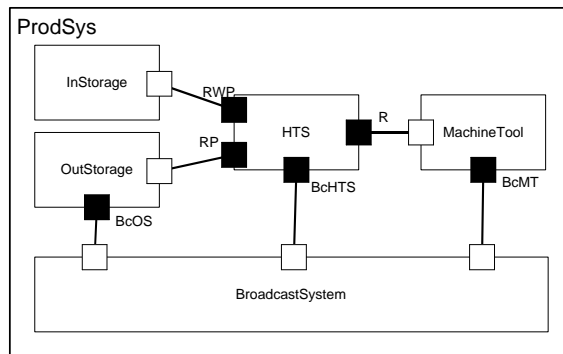 ProdSys
InStorage
RWP
HTS
R
MachineTool
RP
OutStorage
BcHTS
BcMT
BcOS
BroadcastSystem